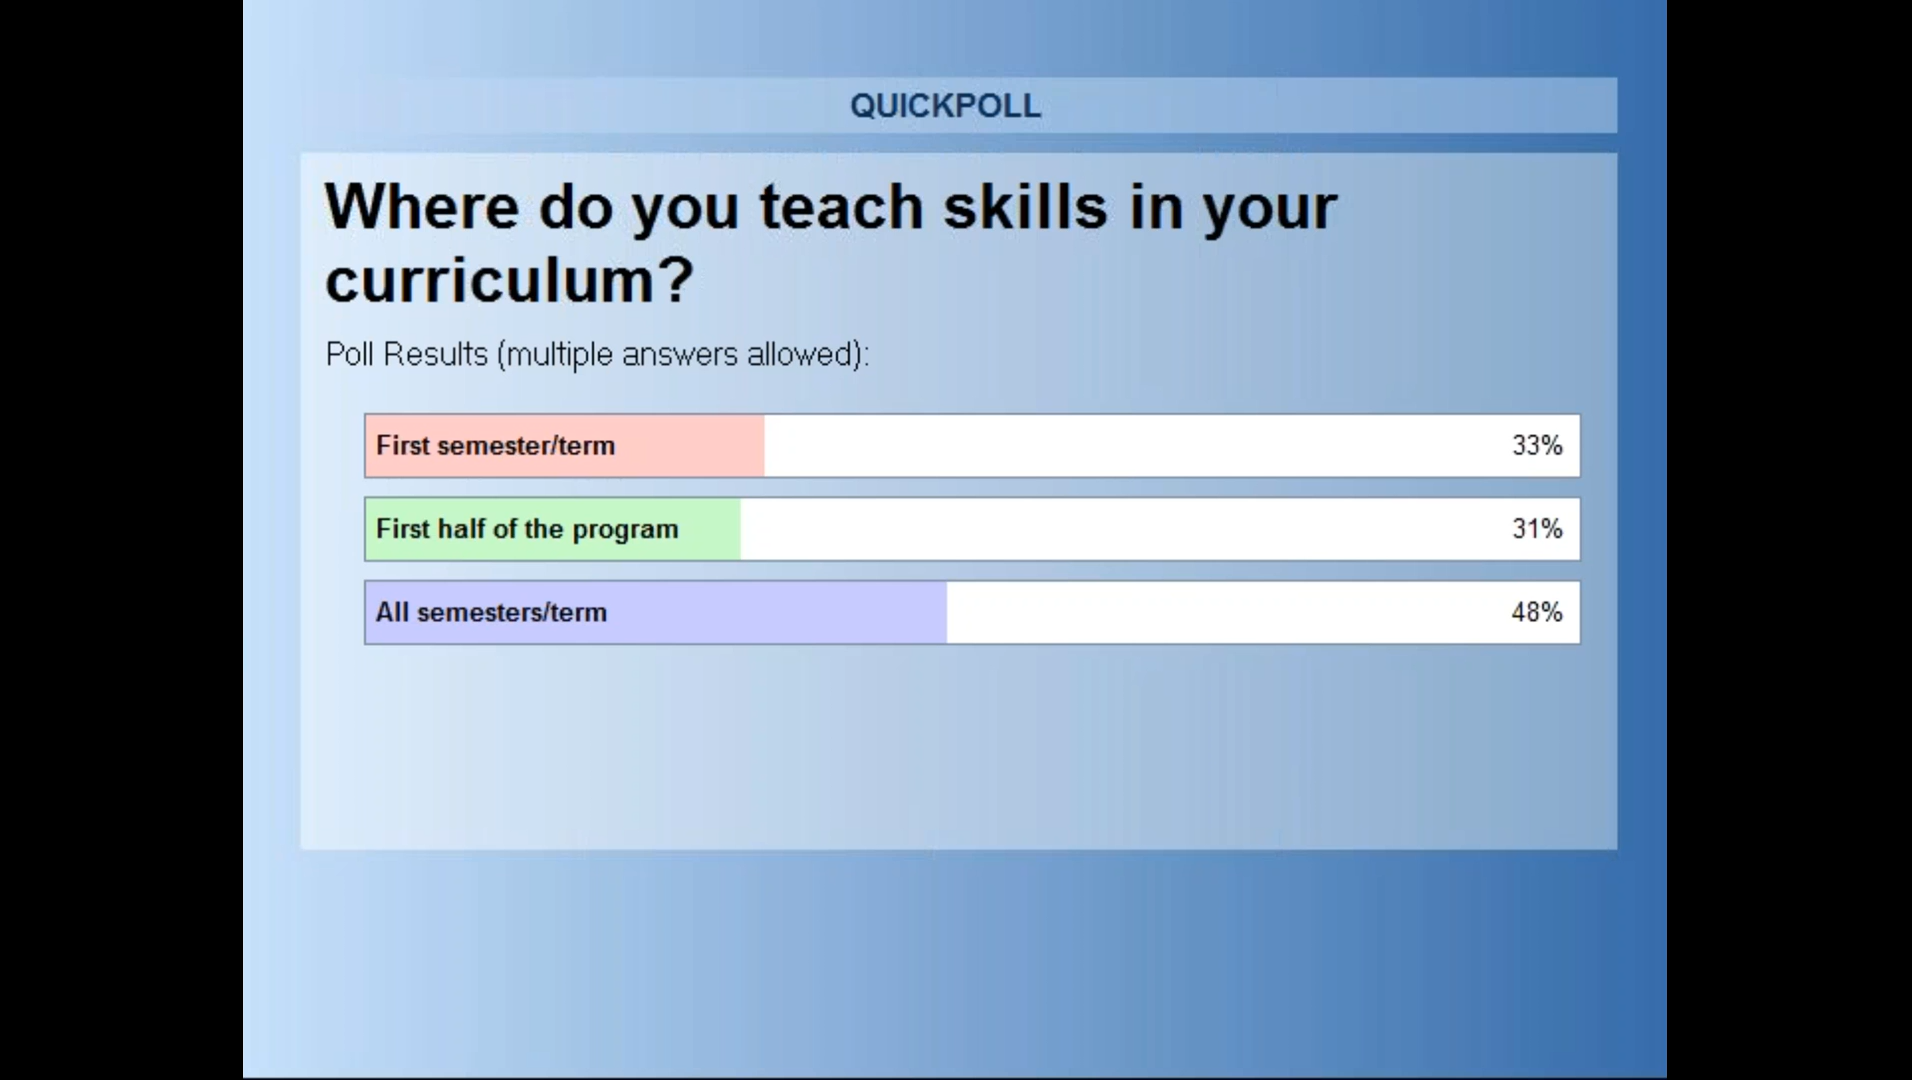 QUICKPOLL
Where do you teach skills in your
curriculum?
Poll Results (multiple answers allowed):
First semester/term 33%
First half of the program 31%
All semesters/term 48%